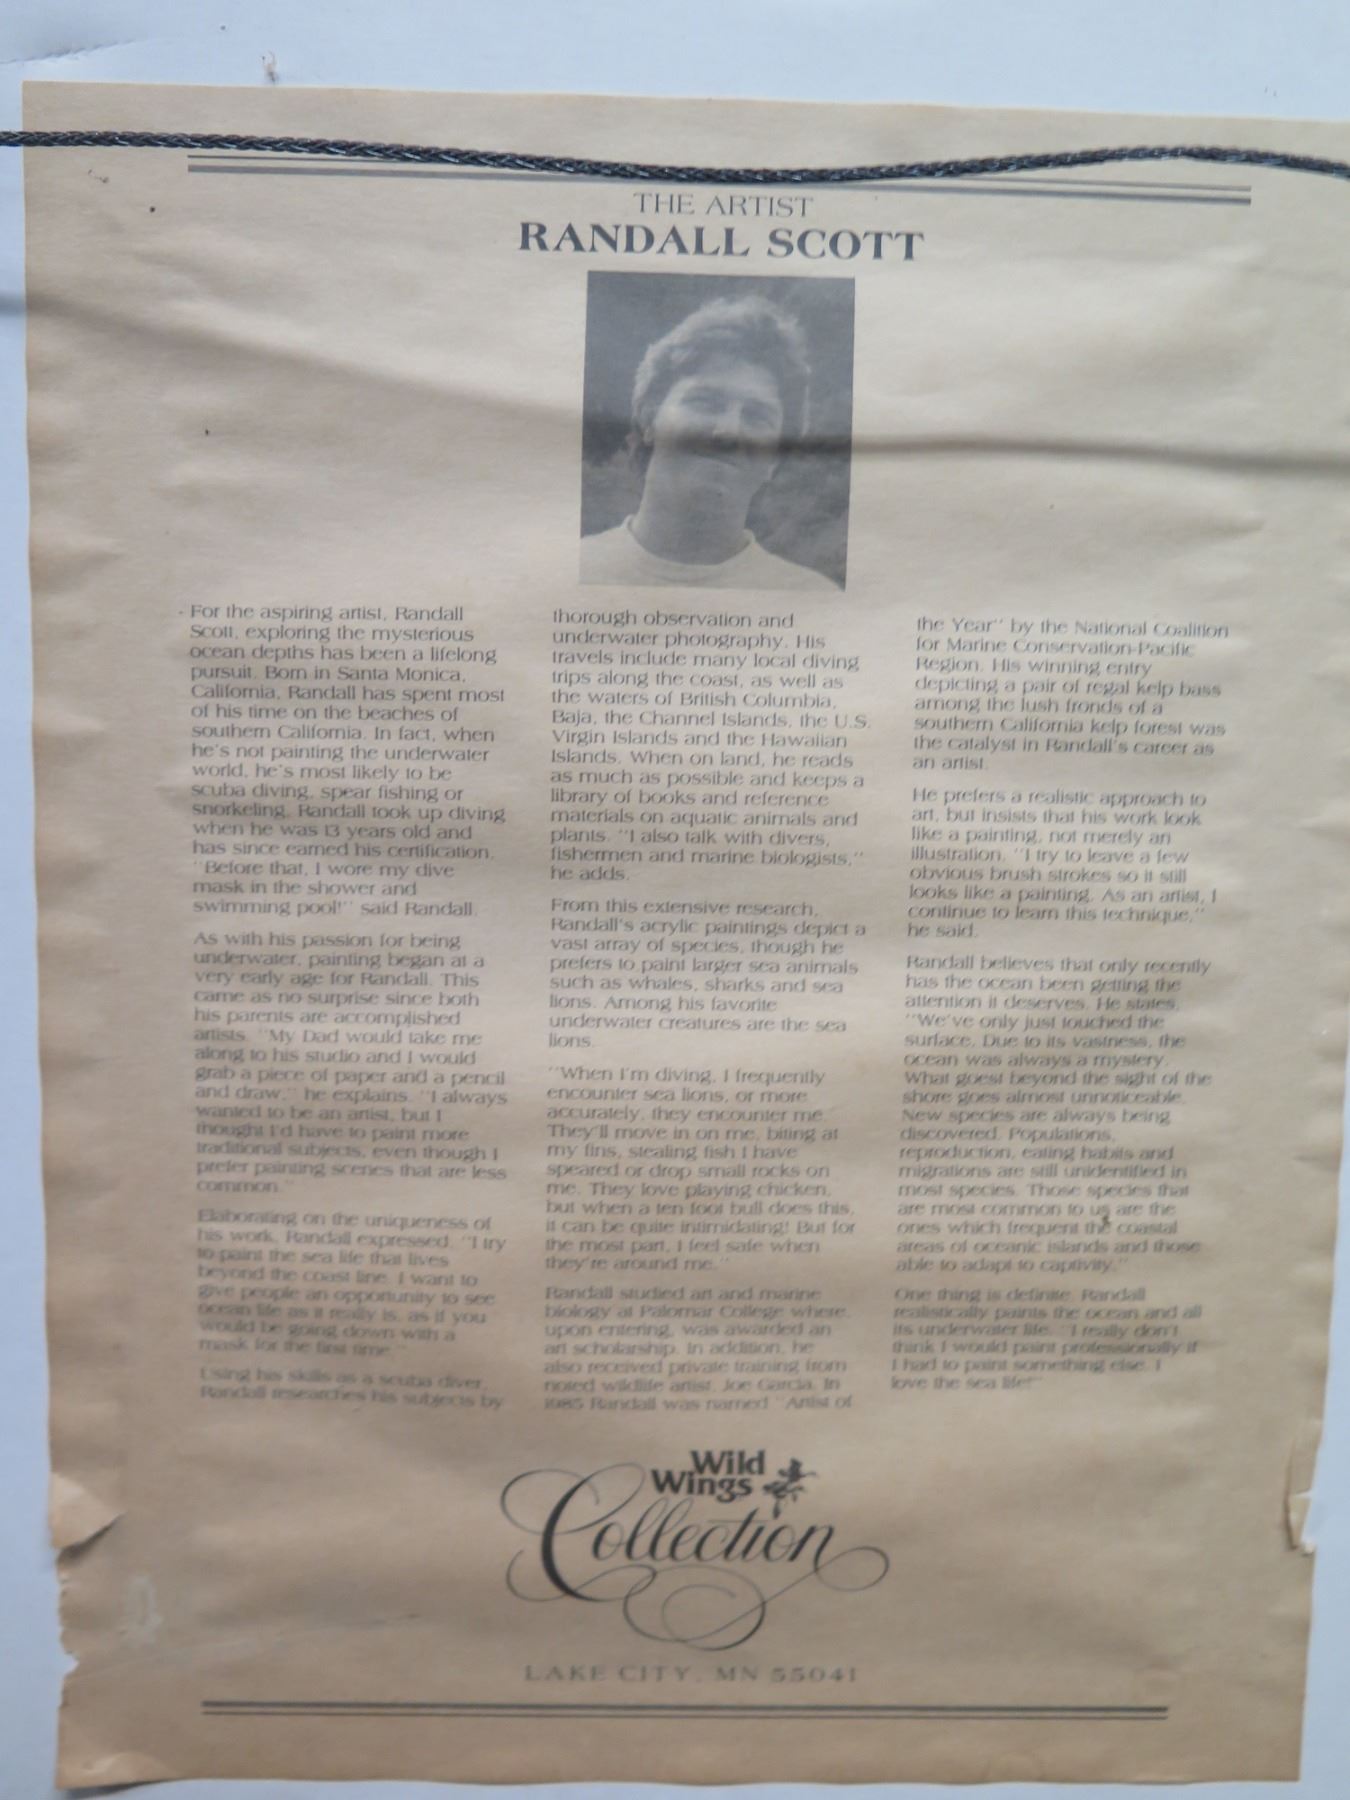 THE ARTIST
RANDALL SCOTT
For the aspiring artist, Randall
Scott, exploring the mysterious
ocean depths has been a lifelong
pursuit. Born in Santa Monica,
California, Randall has spent most
of his time on the beaches of
southern California. In fact, when
he's not painting the underwater
world, he's most likely to be
scuba diving, spear fishing or
snorkeling. Randall took up diving
when he was 13 years old and
has since earned his certification.
"Before that, I wore my dive
mask in the shower and
swimming pool!" said Randall.
As with his passion for being
underwater, painting began at a
very early age for Randall. This
came as no surprise since both
his parents are accomplished
artists. "My Dad would take me
along to his studio and I would
grab a piece of paper and a pencil
and draw," he explains. "I always
wanted to be an artist, but I
thought I'd have to paint more
traditional subjects, even though I
prefer painting scenes that are less
common."
Elaborating on the uniqueness of
his work, Randall expressed, "I try
to paint the sea life that lives
beyond the coast line. I want to
give people an opportunity to see
ocean life as it really is, as if you
would be going down with a
mask for the first time."
Using his skills as a scuba diver,
Randall researches his subjects by
thorough observation and
underwater photography. His
travels include many local diving
trips along the coast, as well as
the waters of British Columbia,
Baja, the Channel Islands, the U.S.
Virgin Islands and the Hawaiian
Islands. When on land, he reads
as much as possible and keeps a
library of books and reference
materials on aquatic animals and
plants. "I also talk with divers,
fishermen and marine biologists,"
he adds.
From this extensive research,
Randall's acrylic paintings depict a
vast array of species, though he
prefers to paint larger sea animals
such as whales, sharks and sea
lions. Among his favorite
underwater creatures are the sea
lions.
"When I'm diving, I frequently
encounter sea lions, or more
accurately, they encounter me.
They'll move in on me, biting at
my fins, stealing fish I have
speared or drop small rocks on
me. They love playing chicken,
but when a ten foot bull does this,
it can be quite intimidating! But for
the most part, I feel safe when
they're around me."
Randall studied art and marine
biology at Palomar College where,
upon entering, was awarded an
art scholarship. In addition, he
also received private training from
noted wildlife artist, Joe Garcia. In
1985 Randall was named "Artist of
the Year" by the National Coalition
for Marine Conservation-Pacific
Region. His winning entry
depicting a pair of regal kelp bass
among the lush fronds of a
southern California kelp forest was
the catalyst in Randall's career as
an artist.
He prefers a realistic approach to
art, but insists that his work look
like a painting, not merely an
illustration. "I try to leave a few
obvious brush strokes so it still
looks like a painting. As an artist, I
continue to learn this technique,"
he said.
Randall believes that only recently
has the ocean been getting the
attention it deserves. He states,
"We've only just touched the
surface. Due to its vastness, the
ocean was always a mystery.
What goest beyond the sight of the
shore goes almost unnoticeable.
New species are always being
discovered. Populations,
reproduction, eating habits and
migrations are still unidentified in
most species. Those species that
are most common to us are the
ones which frequent the coastal
areas of oceanic islands and those
able to adapt to captivity."
One thing is definite, Randall
realistically paints the ocean and all
its underwater life. "I really don't
think I would paint professionally if
I had to paint something else. I
love the sea life!"
Wild
Wings
Collection
LAKE CITY, MN 55041